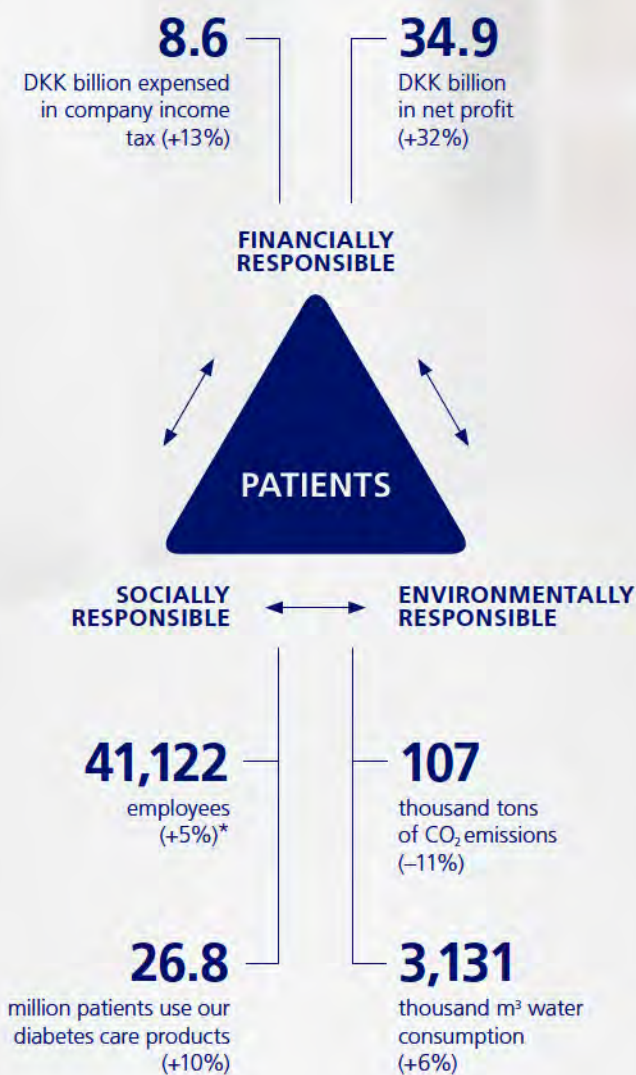 8.6
DKK billion expensed
in company income
tax (+13%)
34.9
DKK billion
in net profit
(+32%)
FINANCIALLY
RESPONSIBLE
PATIENTS
SOCIALLY
RESPONSIBLE
ENVIRONMENTALLY
RESPONSIBLE
41,122
employees
(+5%)*
107
thousand tons
of CO₂ emissions
(–11%)
26.8
million patients use our
diabetes care products
(+10%)
3,131
thousand m³ water
consumption
(+6%)